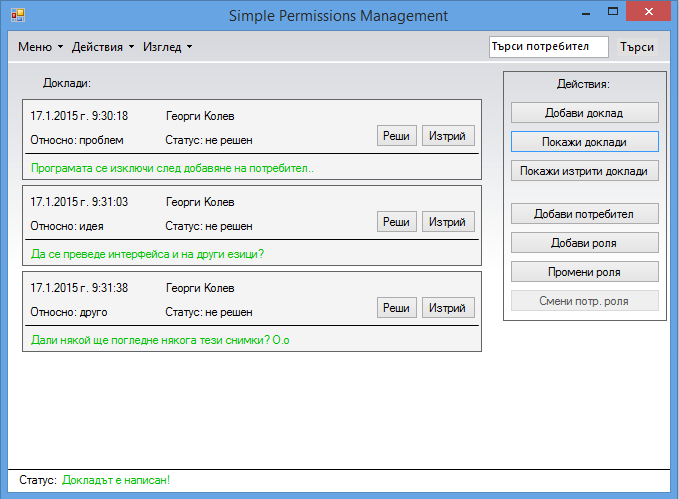 Simple Permissions Management
Меню Действия Изглед Търси потребител Търси
Доклади:
17.1.2015 г. 9:30:18 Георги Колев
Относно: проблем Статус: не решен Реши Изтрий
Програмата се изключи след добавяне на потребител..
17.1.2015 г. 9:31:03 Георги Колев
Относно: идея Статус: не решен Реши Изтрий
Да се преведе интерфейса и на други езици?
17.1.2015 г. 9:31:38 Георги Колев
Относно: друго Статус: не решен Реши Изтрий
Дали някой ще погледне някога тези снимки? О.о
Действия:
Добави доклад
Покажи доклади
Покажи изтрити доклади
Добави потребител
Добави роля
Промени роля
Смени потр. роля
Статус: Докладът е написан!